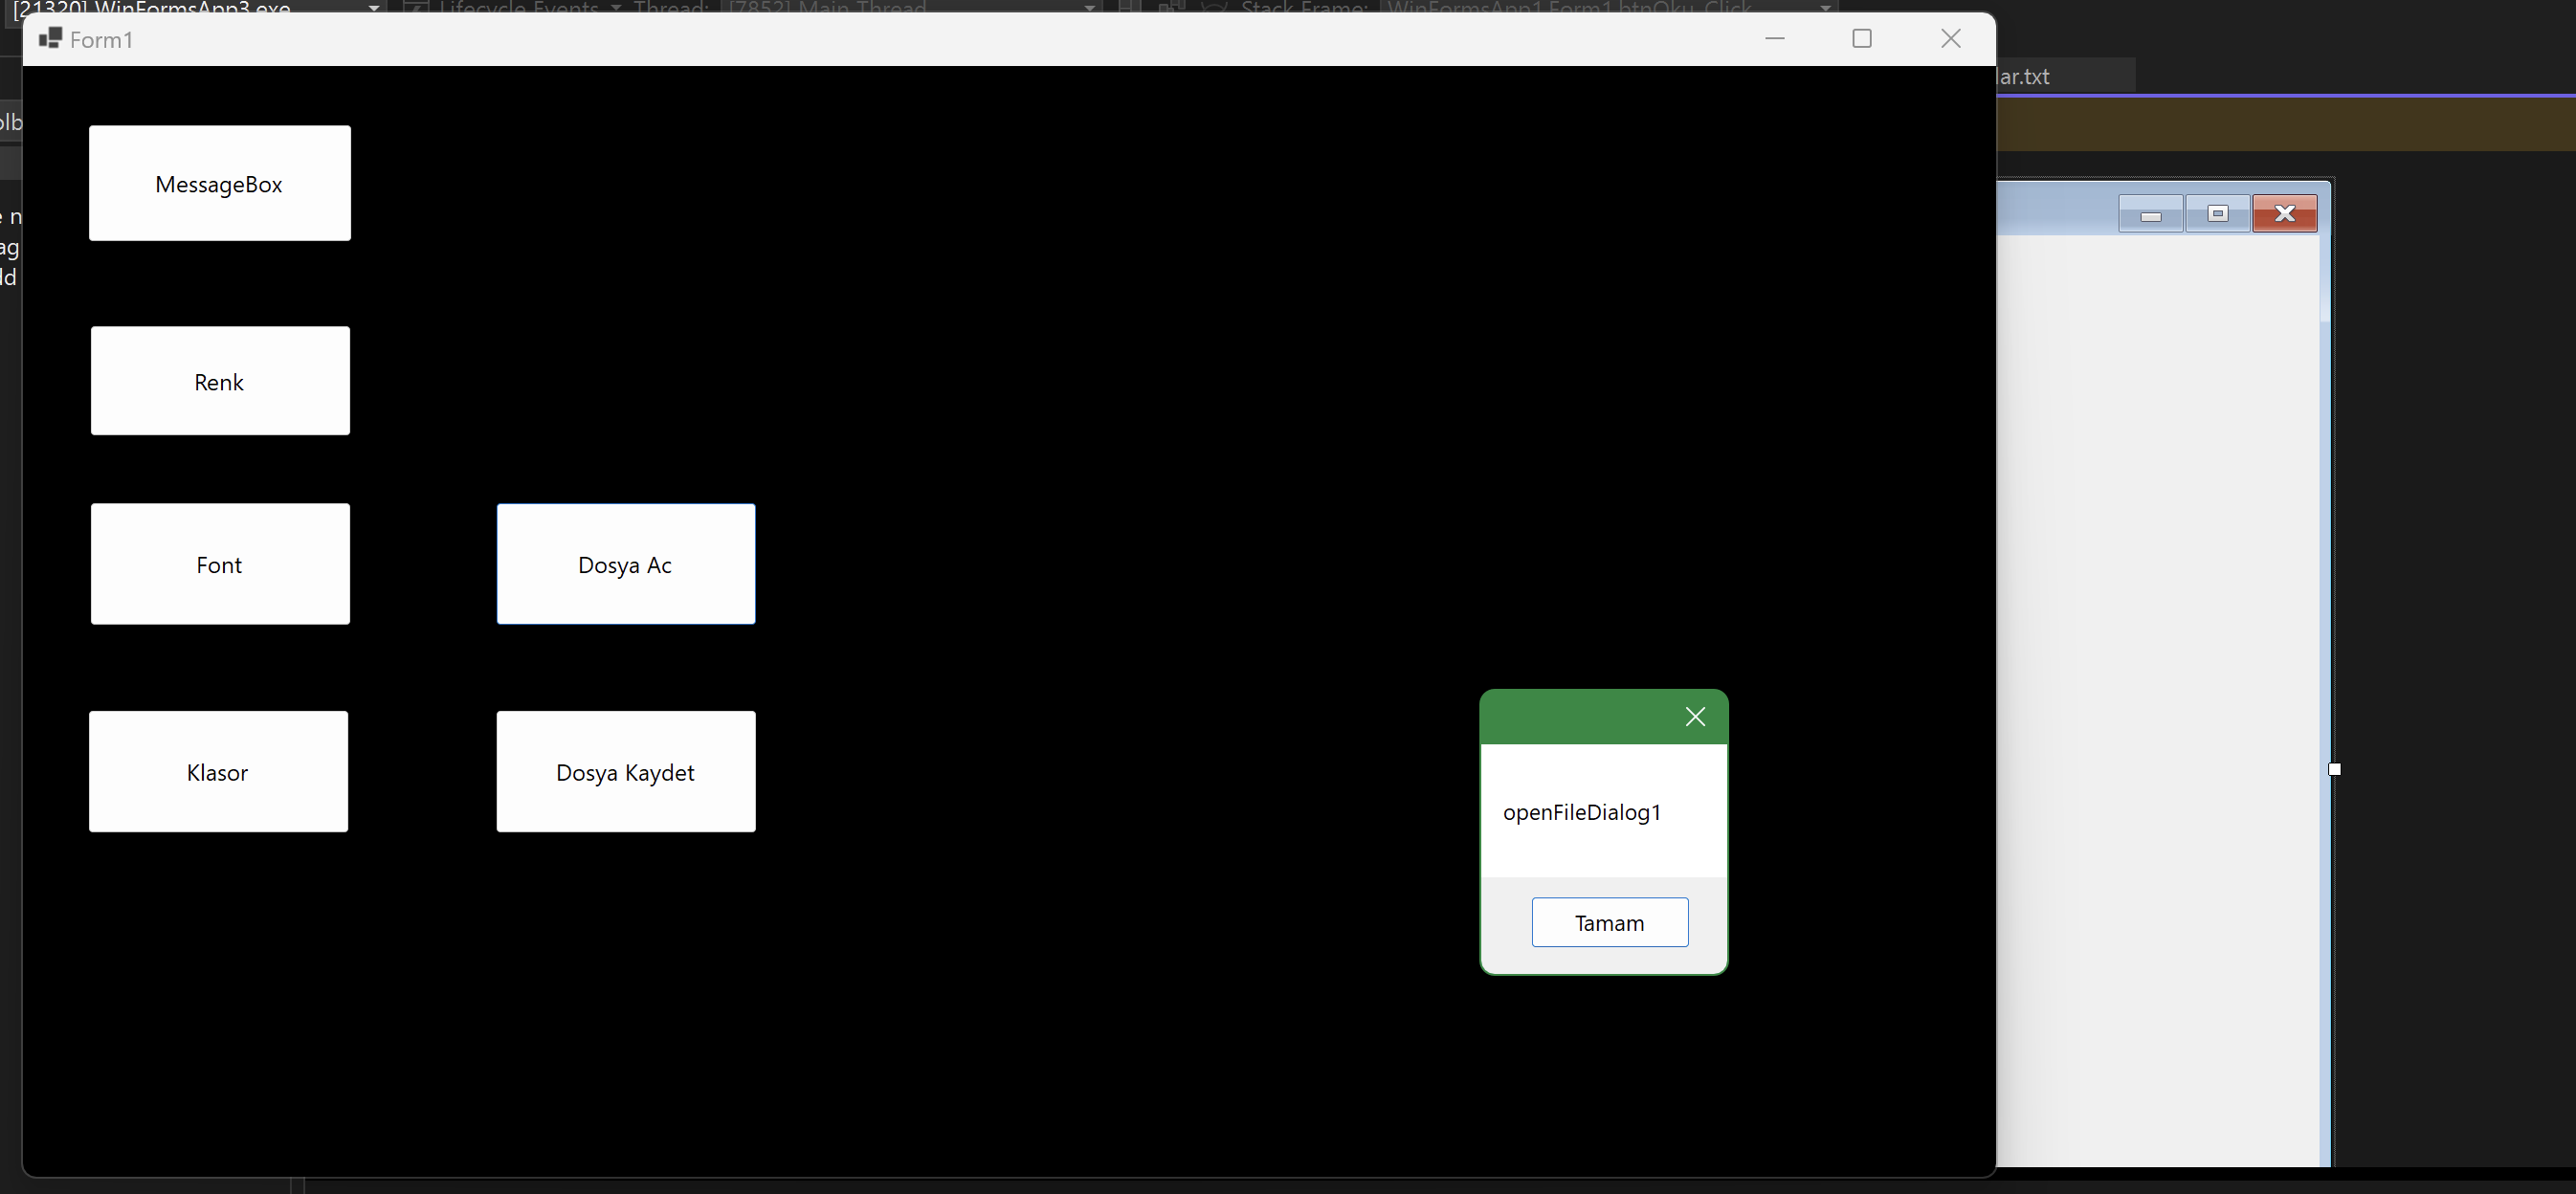 [21320] WinFormsApp3.exe
Lifecycle Events
Thread:
[7852] Main Thread
Stack Frame:
WinFormsApp1.Form1.btnOku_Click
Form1
lar.txt
olb
MessageBox
e n
ag
dd
Renk
Font
Dosya Ac
Klasor
Dosya Kaydet
openFileDialog1
Tamam